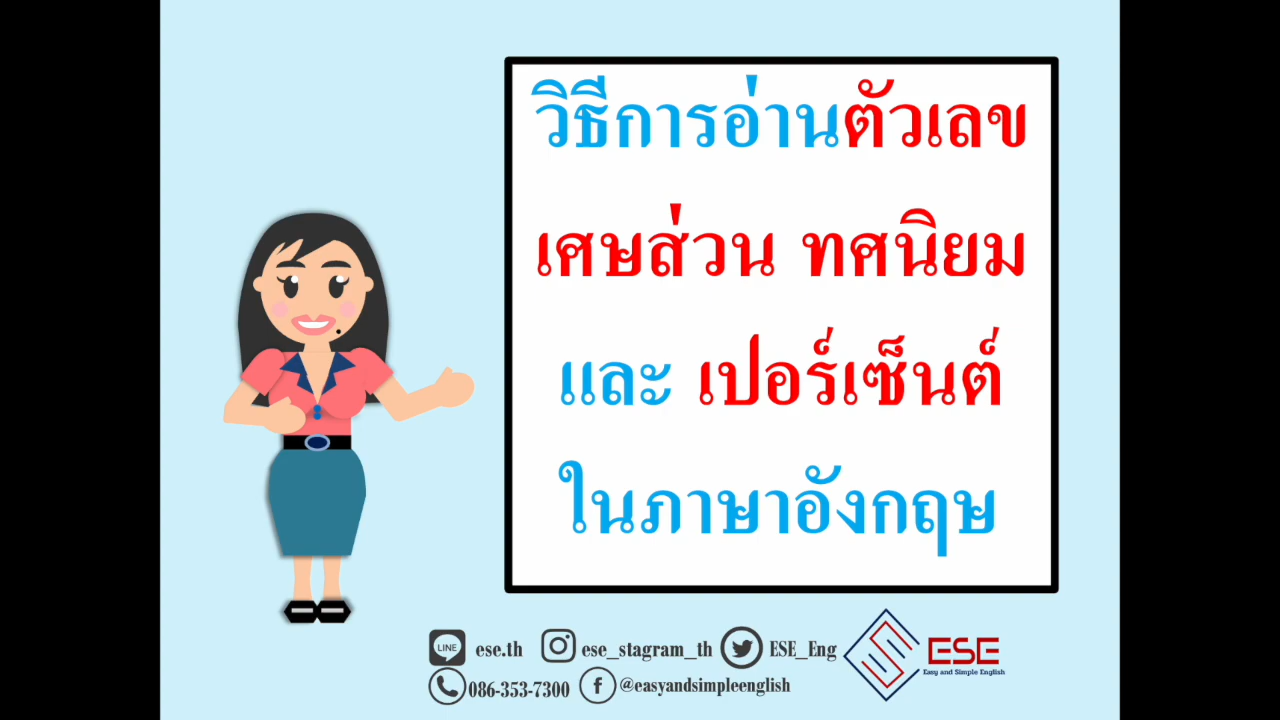 วิธีการอ่านตัวเลข
เศษส่วน ทศนิยม
และ เปอร์เซ็นต์
ในภาษาอังกฤษ
LINE ese.th ese_stagram_th ESE_Eng
086-353-7300 @easyandsimpleenglish
ESE
Easy and Simple English